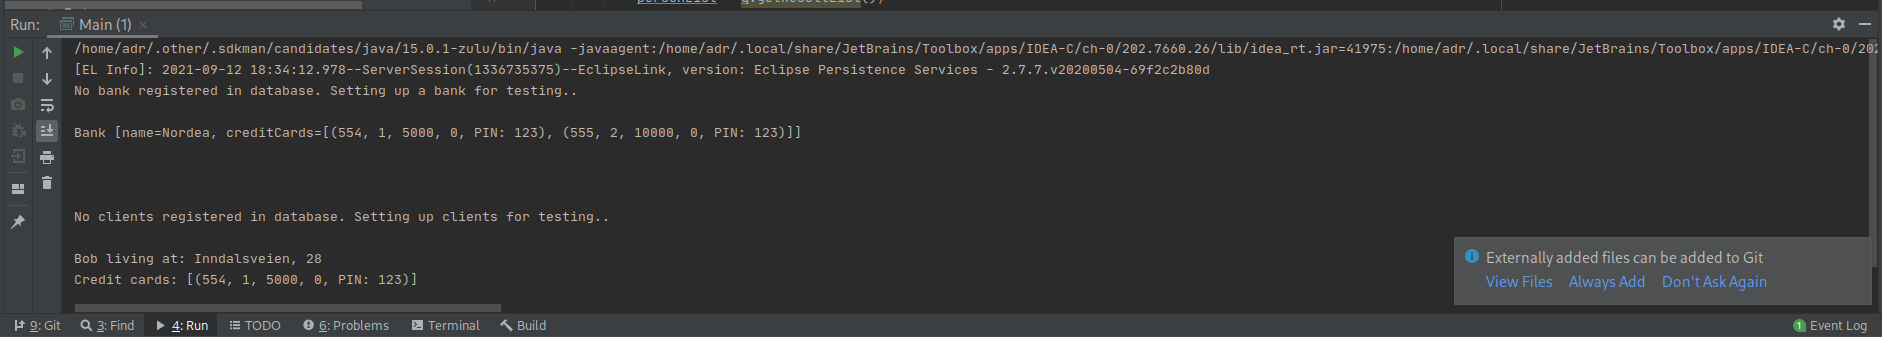 Run: Main (1)
/home/adr/.other/.sdkman/candidates/java/15.0.1-zulu/bin/java -javaagent:/home/adr/.local/share/JetBrains/Toolbox/apps/IDEA-C/ch-0/202.7660.26/lib/idea_rt.jar=41975:/home/adr/.local/share/JetBrains/Toolbox/apps/IDEA-C/ch-0/202
[EL Info]: 2021-09-12 18:34:12.978--ServerSession(1336735375)--EclipseLink, version: Eclipse Persistence Services - 2.7.7.v20200504-69f2c2b80d
No bank registered in database. Setting up a bank for testing..
Bank [name=Nordea, creditCards=[(554, 1, 5000, 0, PIN: 123), (555, 2, 10000, 0, PIN: 123)]]
No clients registered in database. Setting up clients for testing..
Bob living at: Inndalsveien, 28
Credit cards: [(554, 1, 5000, 0, PIN: 123)]
Externally added files can be added to Git
View Files Always Add Don't Ask Again
9: Git 3: Find 4: Run TODO 6: Problems Terminal Build 1 Event Log